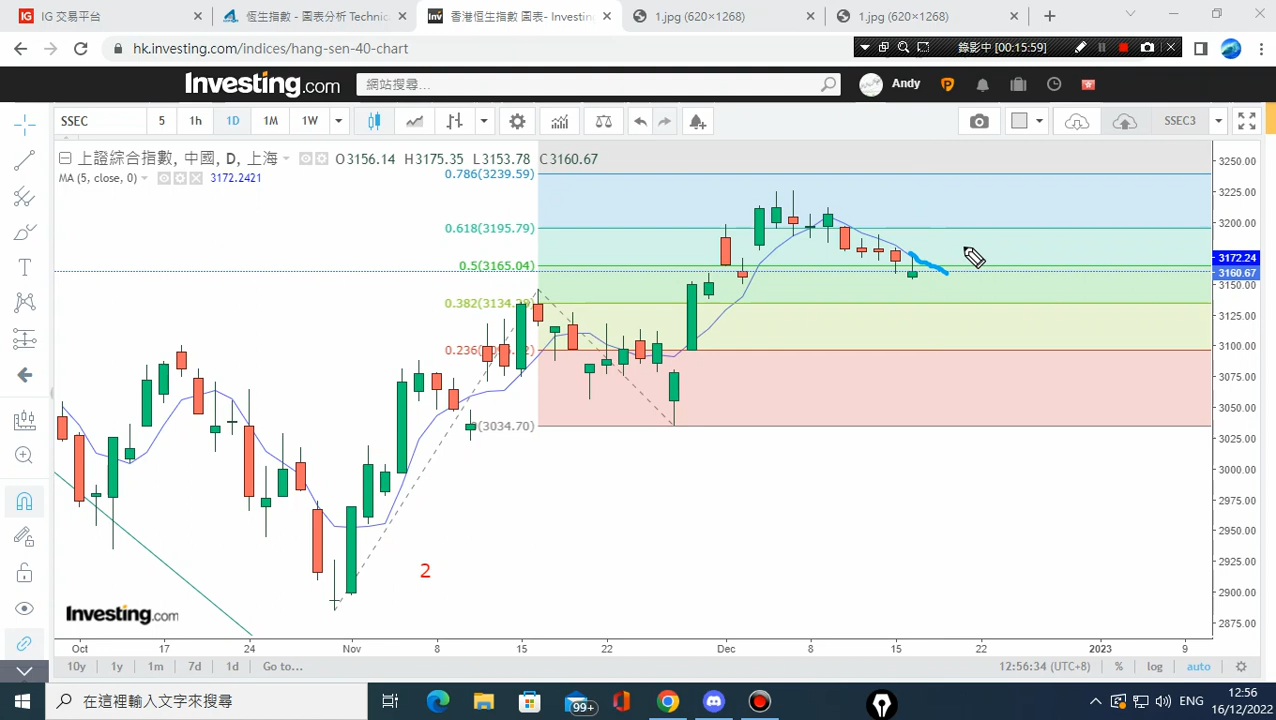 IG 交易平台
恆生指數 - 圖表分析 Technic
香港恒生指數 圖表- Investing
1.jpg (620×1268)
1.jpg (620×1268)
hk.investing.com/indices/hang-sen-40-chart
錄影中 [00:15:59]
Investing.com
網站搜尋...
Andy
SSEC
5
1h
1D
1M
1W
SSEC3
上證綜合指數, 中國, D, 上海
O3156.14 H3175.35 L3153.78 C3160.67
MA (5, close, 0)
3172.2421
0.786(3239.59)
0.618(3195.79)
0.5(3165.04)
0.236(
0(3034.70)
3250.00
3225.00
3200.00
3172.24
3160.67
3150.00
3125.00
3100.00
3075.00
3050.00
3025.00
3000.00
2975.00
2950.00
2925.00
2900.00
2875.00
2
Investing.com
Oct
17
24
Nov
8
15
22
Dec
8
15
22
2023
9
10y
1y
1m
7d
1d
Go to...
12:56:34 (UTC+8)
%
log
auto
在這裡輸入文字來搜尋
99+
ENG
12:56
16/12/2022